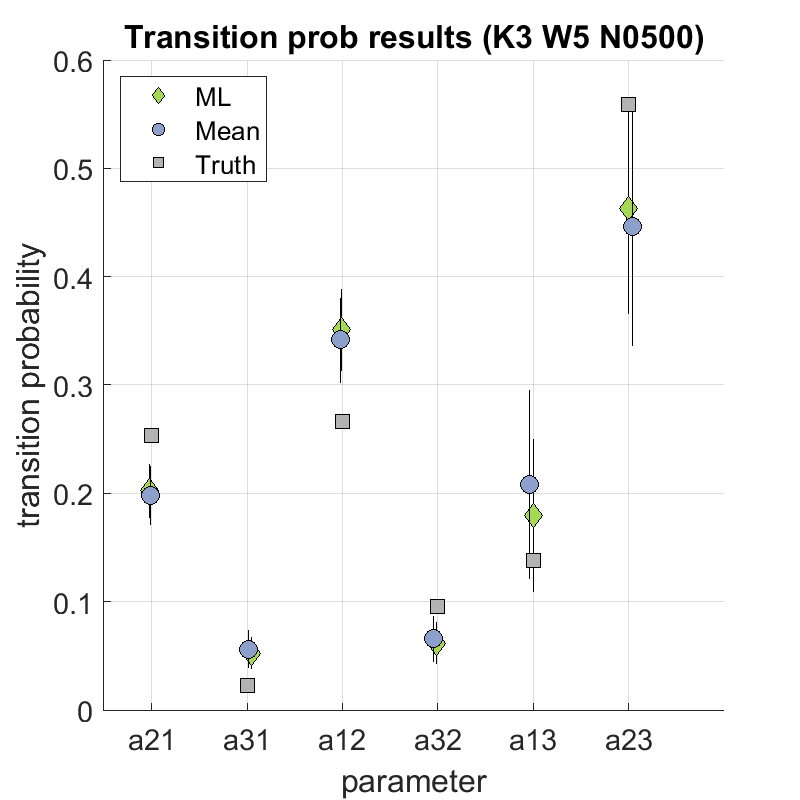 Transition prob results (K3 W5 N0500)
0.6
0.5
0.4
0.3
0.2
0.1
0
transition probability
ML
Mean
Truth
a21 a31 a12 a32 a13 a23
parameter